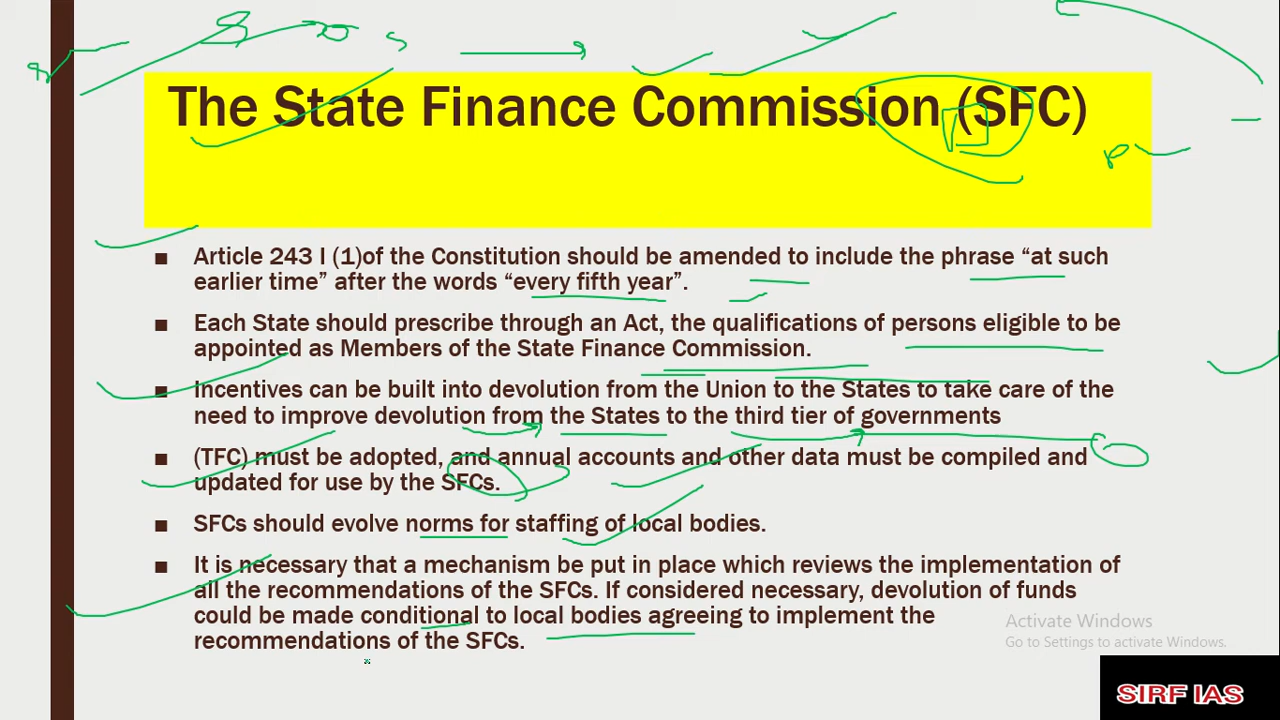 The State Finance Commission (SFC)
■ Article 243 I (1)of the Constitution should be amended to include the phrase “at such
earlier time” after the words “every fifth year”.
■ Each State should prescribe through an Act, the qualifications of persons eligible to be
appointed as Members of the State Finance Commission.
■ Incentives can be built into devolution from the Union to the States to take care of the
need to improve devolution from the States to the third tier of governments
■ (TFC) must be adopted, and annual accounts and other data must be compiled and
updated for use by the SFCs.
■ SFCs should evolve norms for staffing of local bodies.
■ It is necessary that a mechanism be put in place which reviews the implementation of
all the recommendations of the SFCs. If considered necessary, devolution of funds
could be made conditional to local bodies agreeing to implement the
recommendations of the SFCs.
Activate Windows
Go to Settings to activate Windows.
SIRF IAS